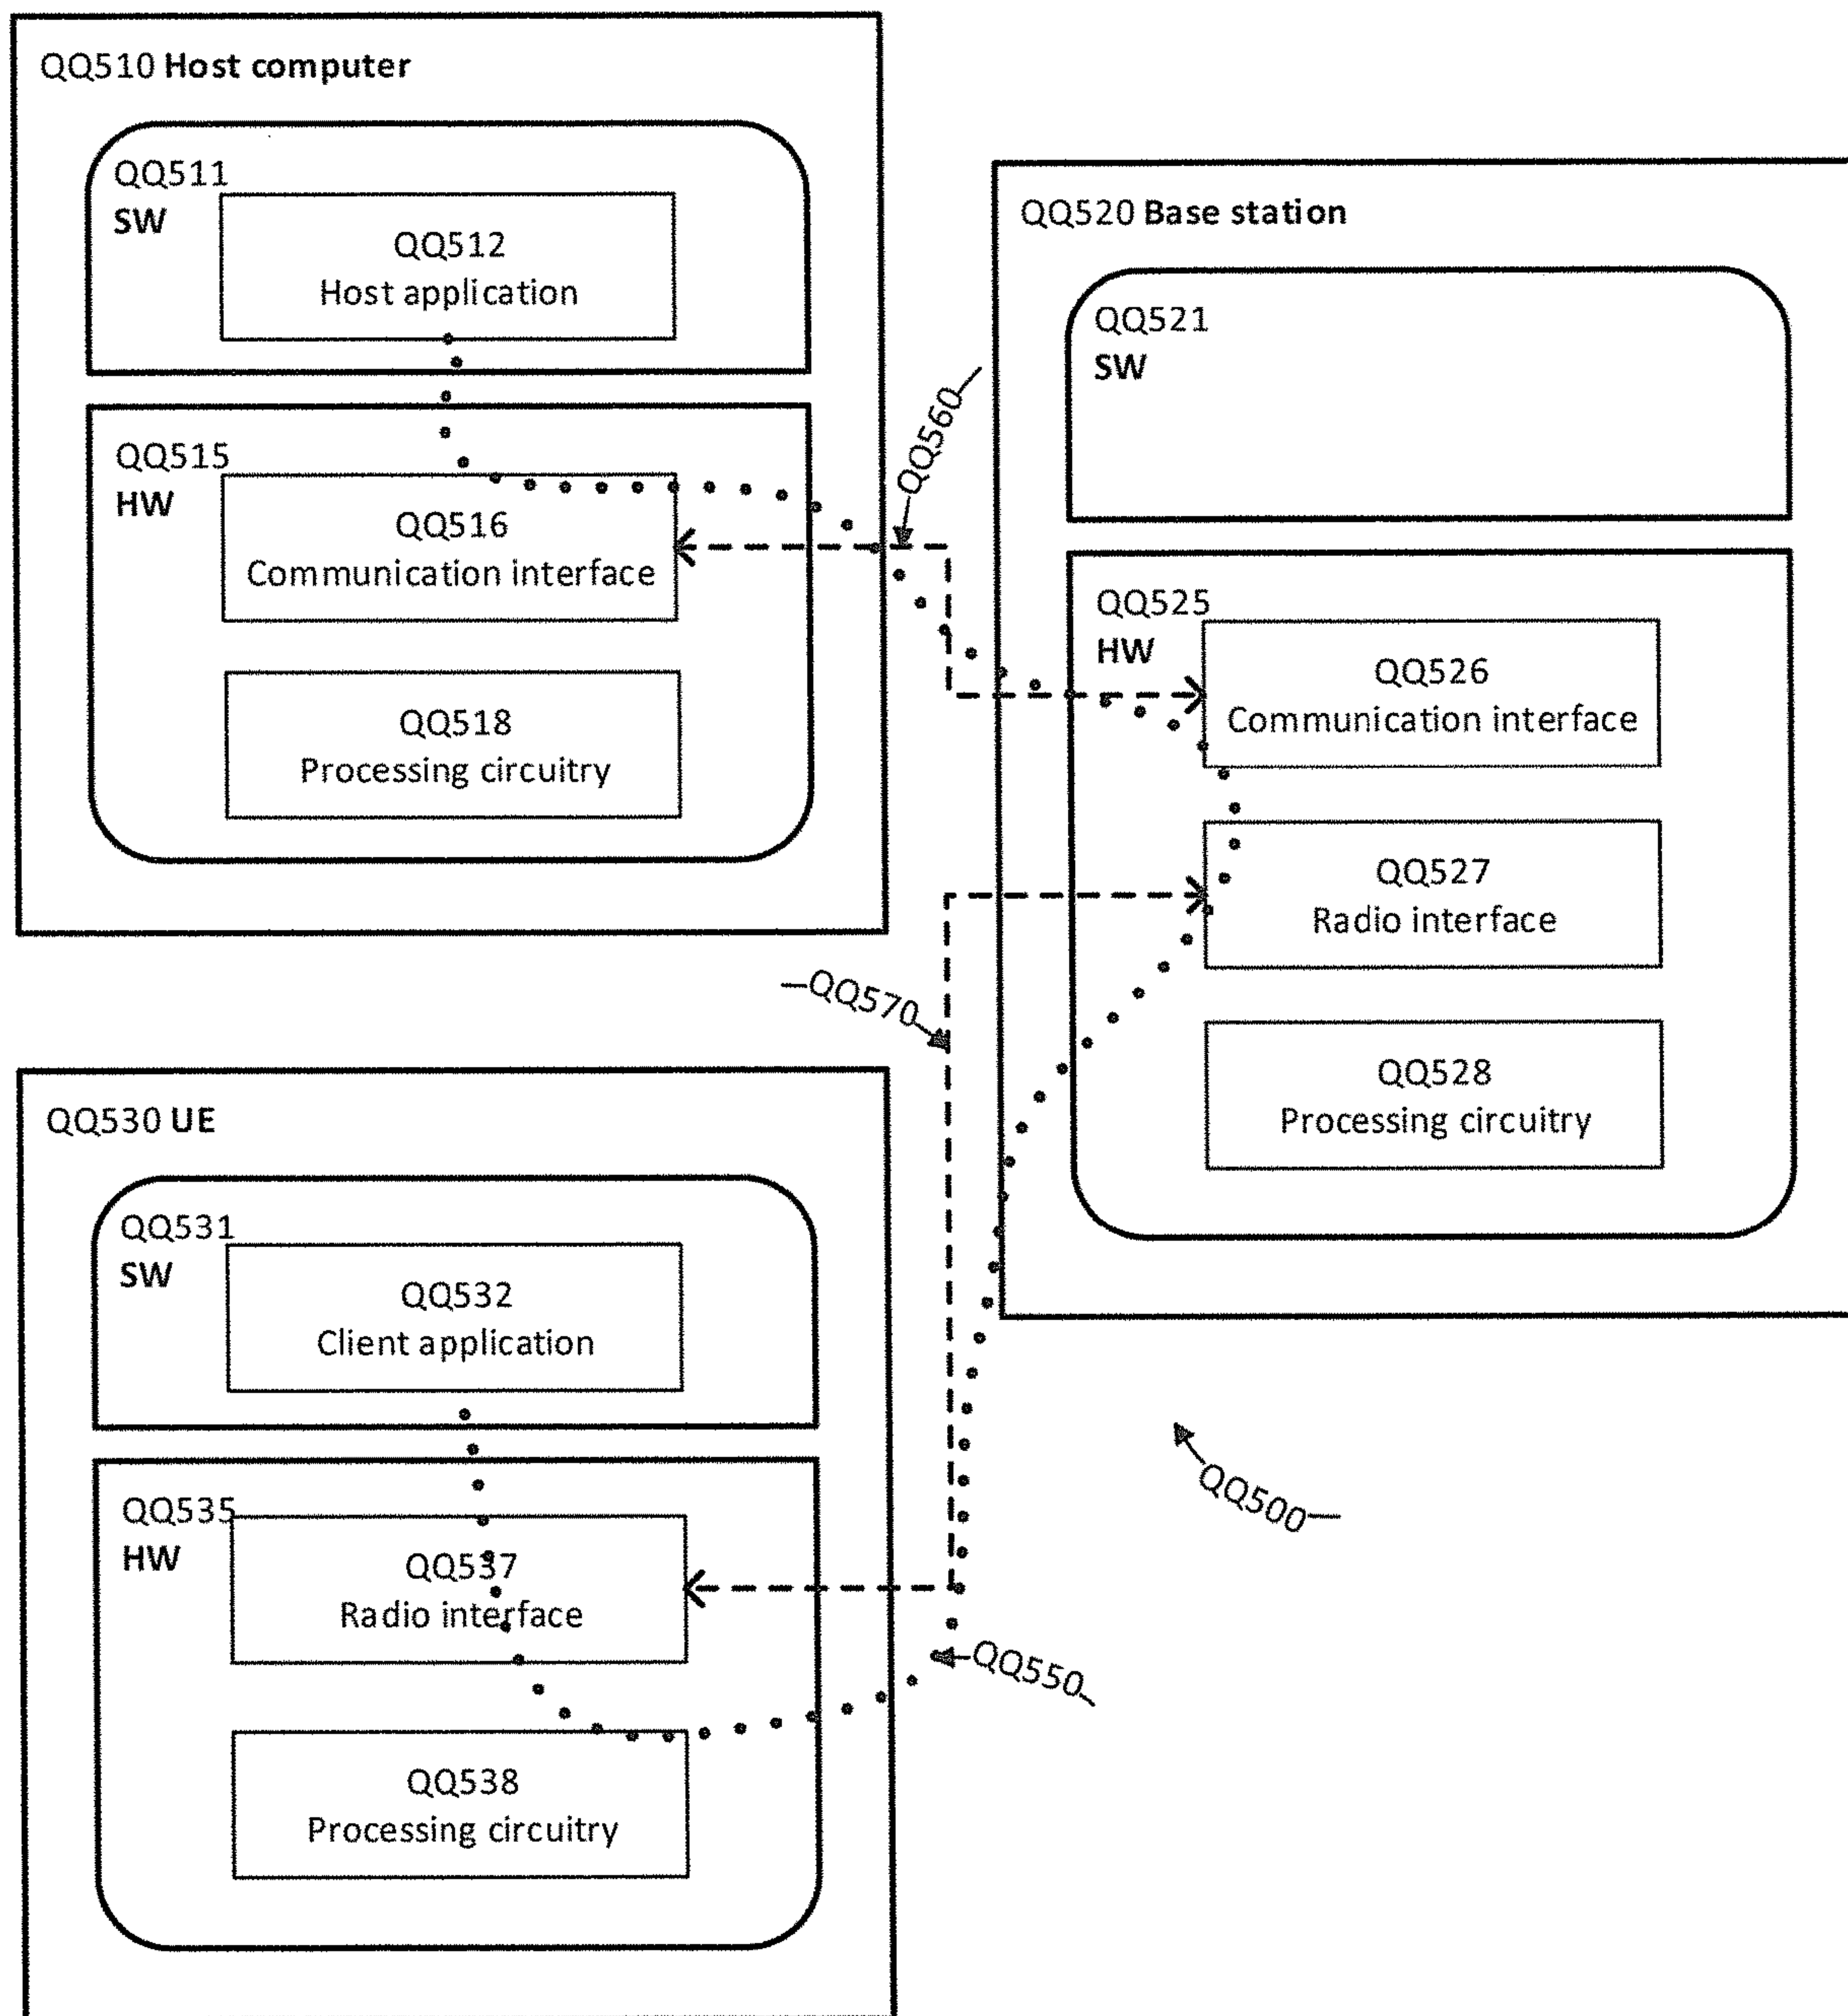 QQ510 Host computer
QQ511
SW
QQ512
Host application
QQ515
HW
QQ516
Communication interface
QQ518
Processing circuitry
QQ560
QQ520 Base station
QQ521
SW
QQ525
HW
QQ526
Communication interface
QQ527
Radio interface
QQ528
Processing circuitry
QQ570
QQ530 UE
QQ531
SW
QQ532
Client application
QQ535
HW
QQ537
Radio interface
QQ538
Processing circuitry
QQ500
QQ550